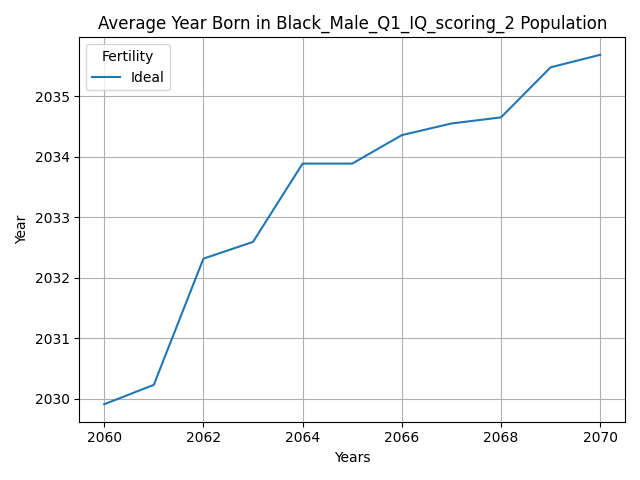 Average Year Born in Black_Male_Q1_IQ_scoring_2 Population
Fertility
Ideal
2035
2034
2033
2032
2031
2030
Year
2060 2062 2064 2066 2068 2070
Years